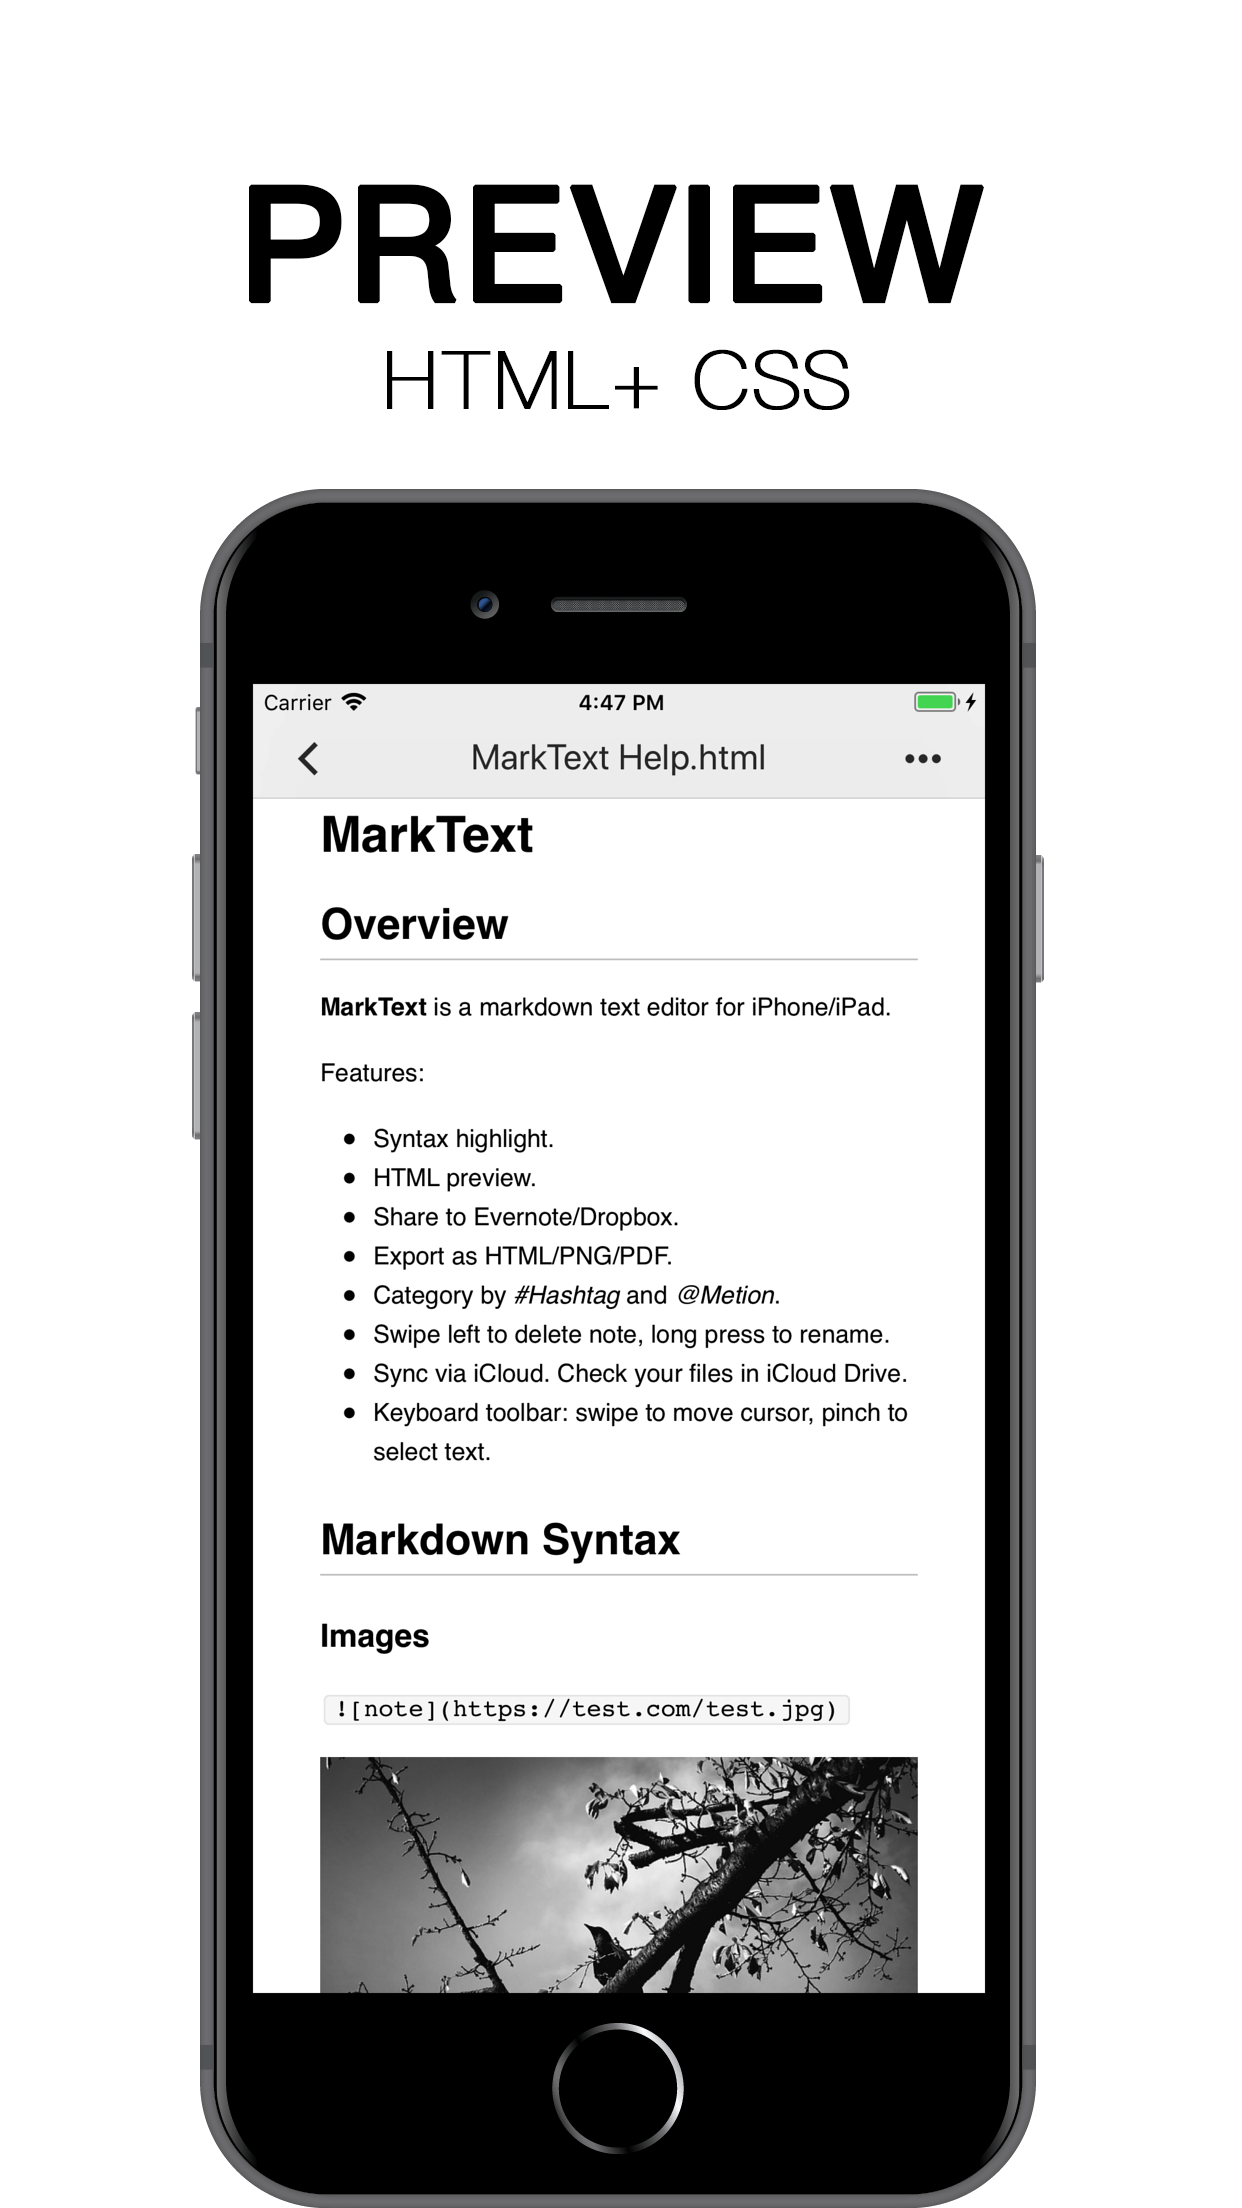 PREVIEW
HTML+ CSS
Carrier 4:47 PM
MarkText Help.html
MarkText
Overview
MarkText is a markdown text editor for iPhone/iPad.
Features:
Syntax highlight.
HTML preview.
Share to Evernote/Dropbox.
Export as HTML/PNG/PDF.
Category by #Hashtag and @Metion.
Swipe left to delete note, long press to rename.
Sync via iCloud. Check your files in iCloud Drive.
Keyboard toolbar: swipe to move cursor, pinch to
select text.
Markdown Syntax
Images
![note](https://test.com/test.jpg)